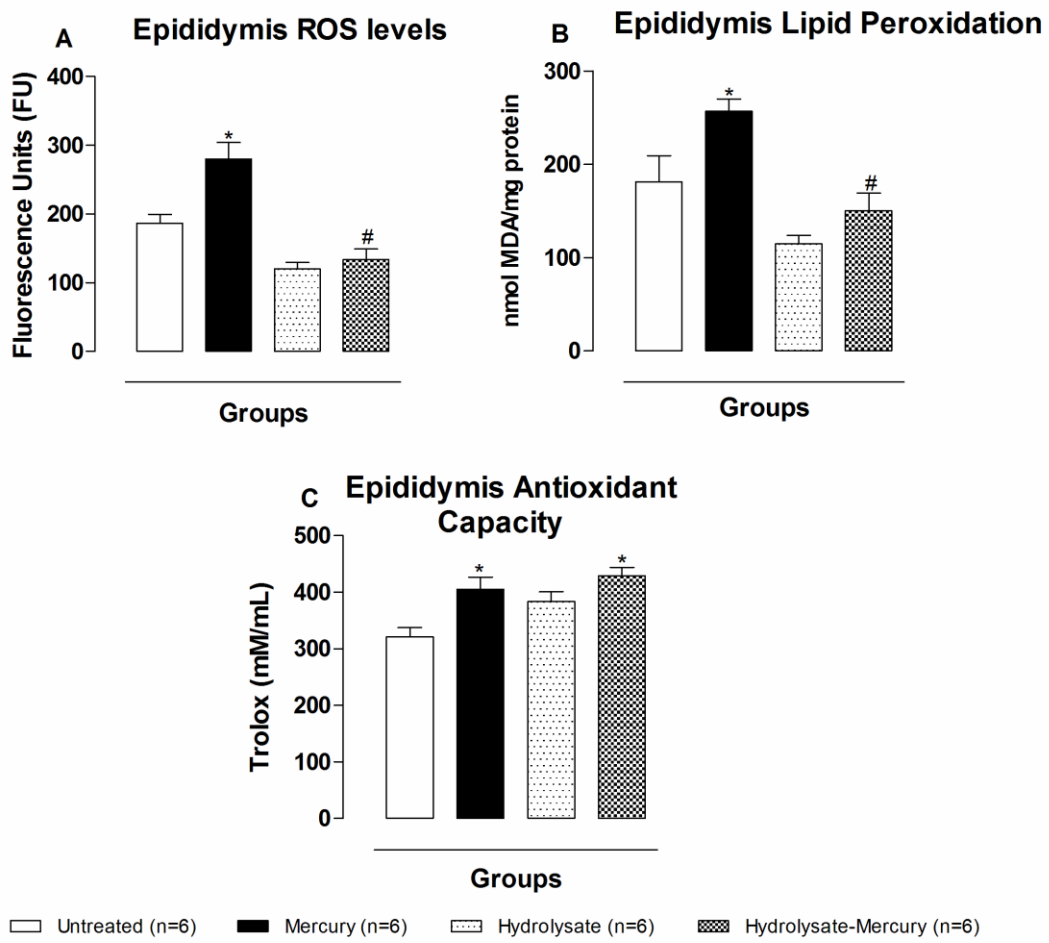 A
Epididymis ROS levels
Fluorescence Units (FU)
400
300
200
100
0
*
#
Groups
B
Epididymis Lipid Peroxidation
nmol MDA/mg protein
300
200
100
0
*
#
Groups
C
Epididymis Antioxidant
Capacity
Trolox (mM/mL)
500
400
300
200
100
0
*
*
Groups
Untreated (n=6) Mercury (n=6) Hydrolysate (n=6) Hydrolysate-Mercury (n=6)